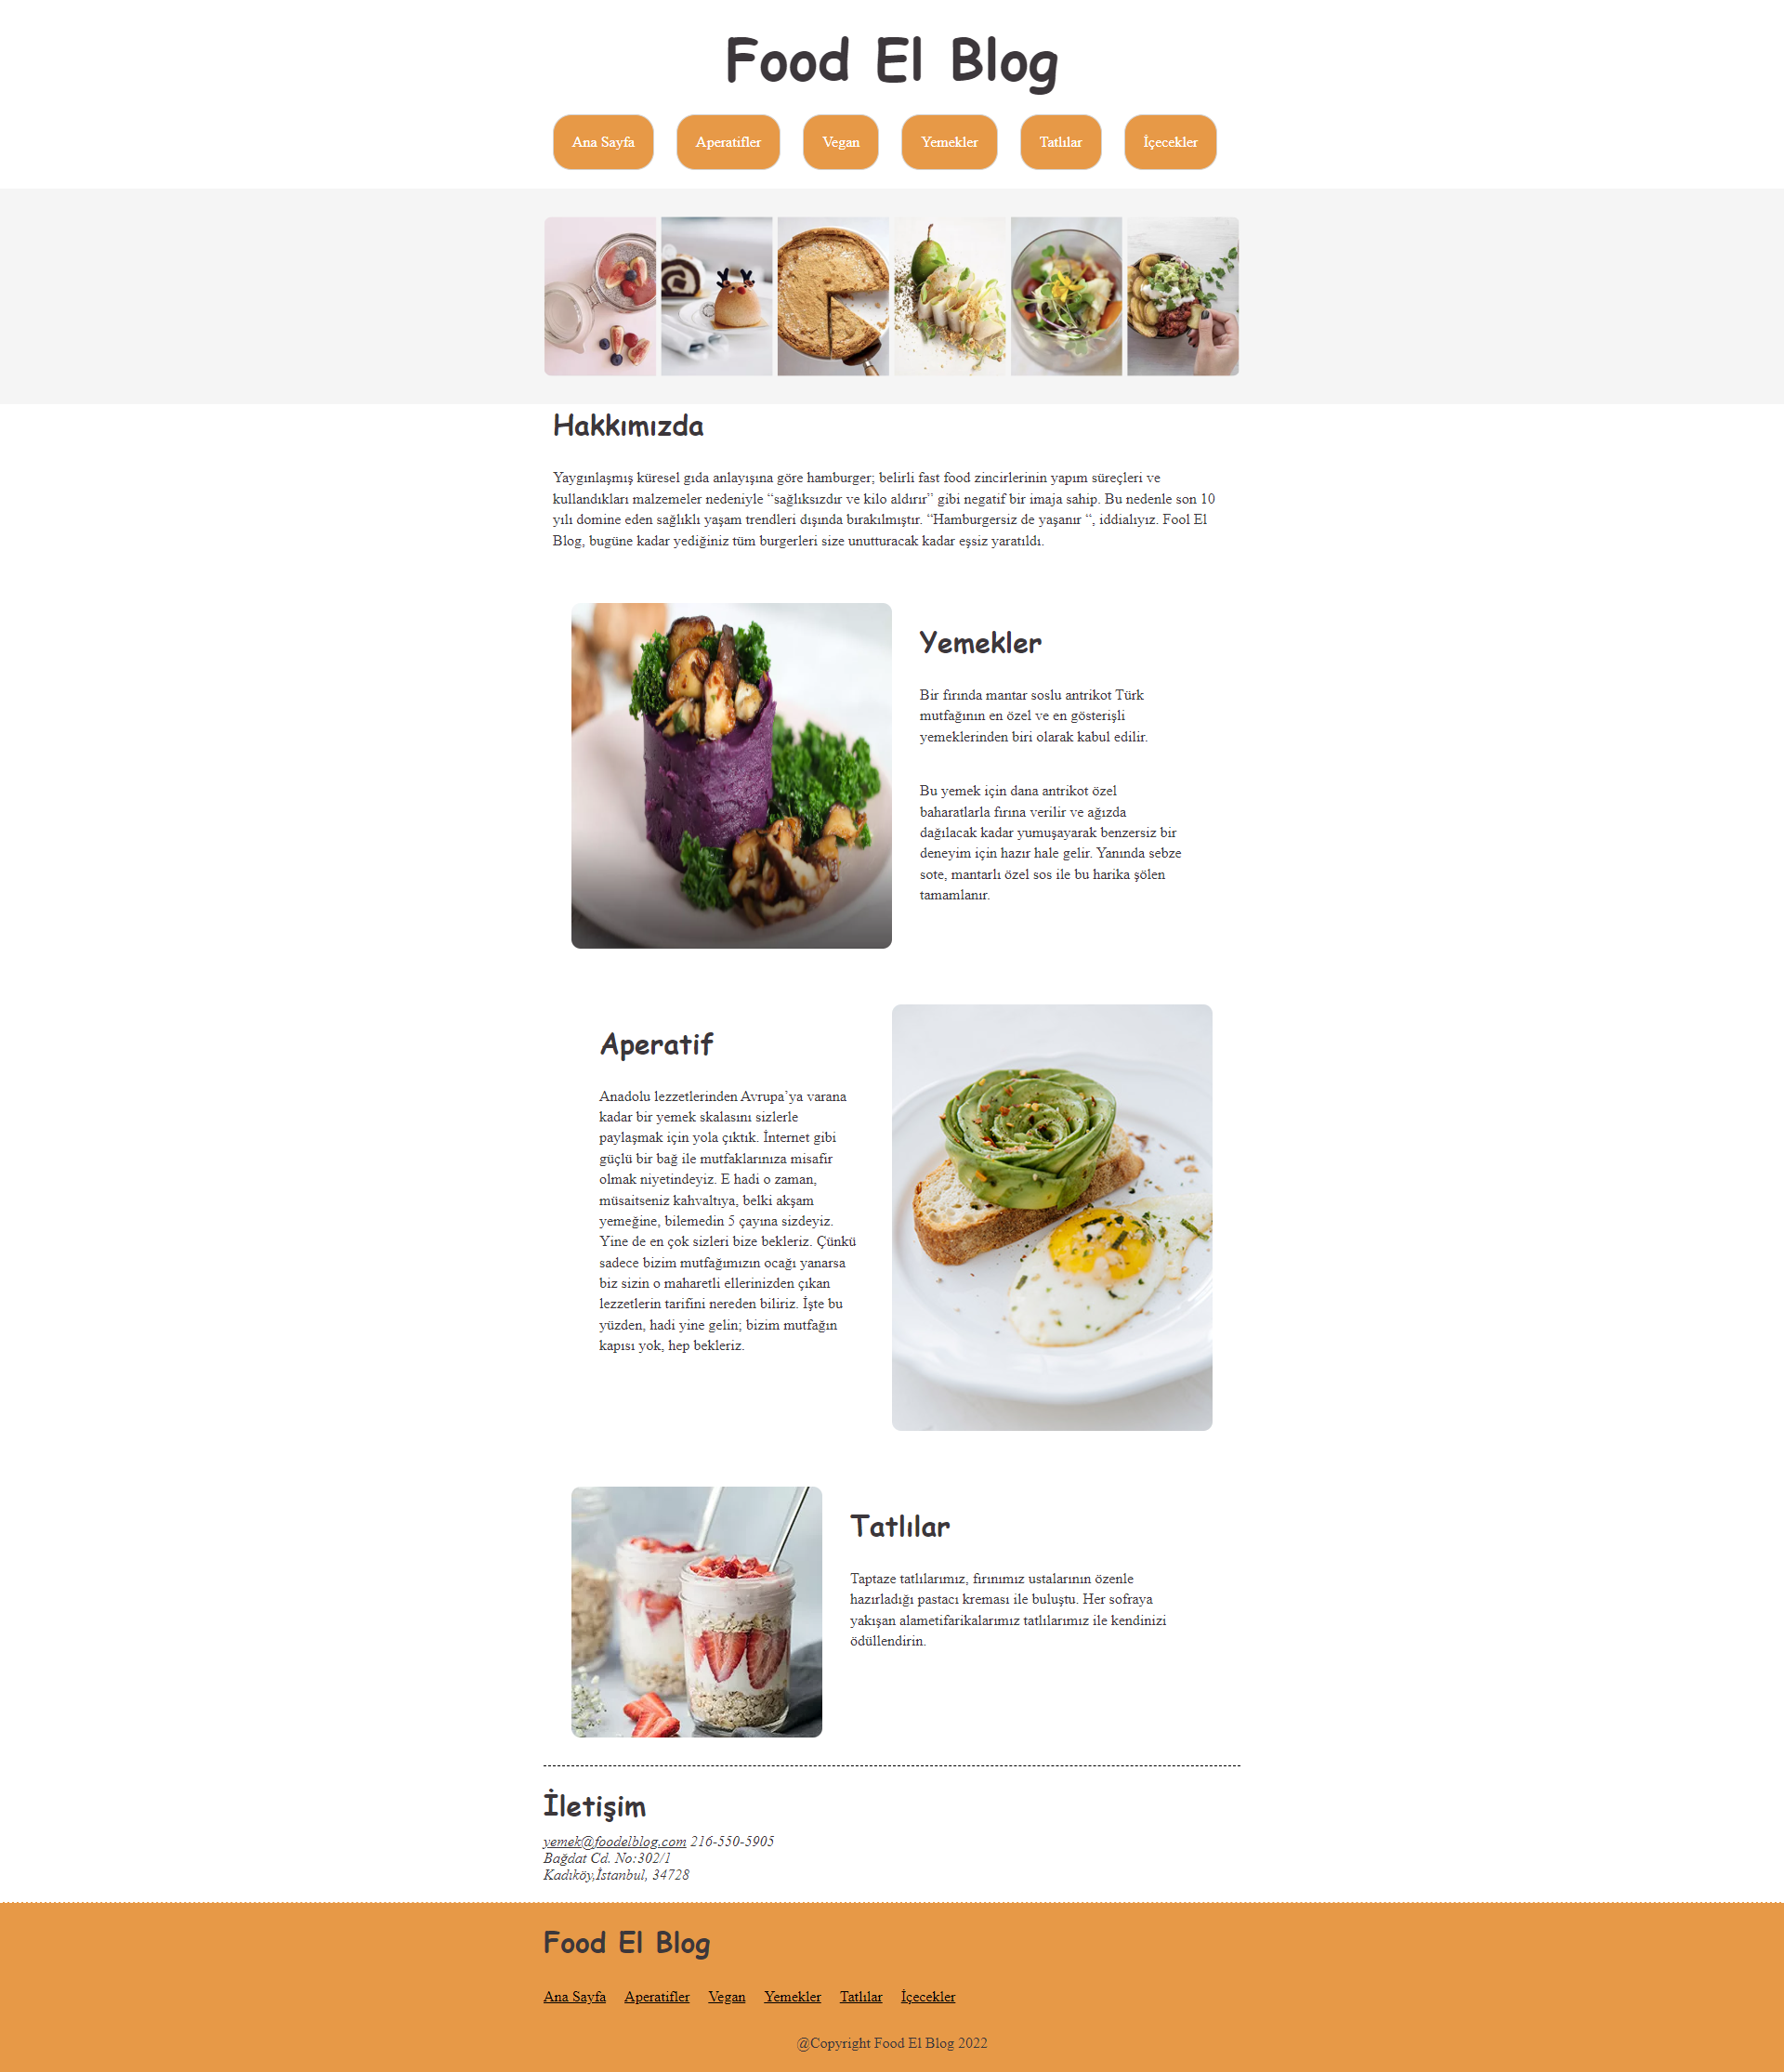 Food El Blog
Ana Sayfa
Aperatifler
Vegan
Yemekler
Tatlılar
İçecekler
Hakkımızda
Yaygınlaşmış küresel gıda anlayışına göre hamburger; belirli fast food zincirlerinin yapım süreçleri ve
kullandıkları malzemeler nedeniyle “sağlıksızdır ve kilo aldırır” gibi negatif bir imaja sahip. Bu nedenle son 10
yılı domine eden sağlıklı yaşam trendleri dışında bırakılmıştır. “Hamburgersiz de yaşanır “, iddialıyız. Fool El
Blog, bugüne kadar yediğiniz tüm burgerleri size unutturacak kadar eşsiz yaratıldı.
Yemekler
Bir fırında mantar soslu antrikot Türk
mutfağının en özel ve en gösterişli
yemeklerinden biri olarak kabul edilir.
Bu yemek için dana antrikot özel
baharatlarla fırına verilir ve ağızda
dağılacak kadar yumuşayarak benzersiz bir
deneyim için hazır hale gelir. Yanında sebze
sote, mantarlı özel sos ile bu harika şölen
tamamlanır.
Aperatif
Anadolu lezzetlerinden Avrupa’ya varana
kadar bir yemek skalasını sizlerle
paylaşmak için yola çıktık. İnternet gibi
güçlü bir bağ ile mutfaklarınıza misafir
olmak niyetindeyiz. E hadi o zaman,
müsaitseniz kahvaltıya, belki akşam
yemeğine, bilemedin 5 çayına sizdeyiz.
Yine de en çok sizleri bize bekleriz. Çünkü
sadece bizim mutfağımızın ocağı yanarsa
biz sizin o maharetli ellerinizden çıkan
lezzetlerin tarifini nereden biliriz. İşte bu
yüzden, hadi yine gelin; bizim mutfağın
kapısı yok, hep bekleriz.
Tatlılar
Taptaze tatlılarımız, fırınımız ustalarının özenle
hazırladığı pastacı kreması ile buluştu. Her sofraya
yakışan alametifarikalarımız tatlılarımız ile kendinizi
ödüllendirin.
İletişim
yemek@foodelblog.com 216-550-5905
Bağdat Cd. No:302/1
Kadıköy,İstanbul, 34728
Food El Blog
Ana Sayfa Aperatifler Vegan Yemekler Tatlılar İçecekler
@Copyright Food El Blog 2022